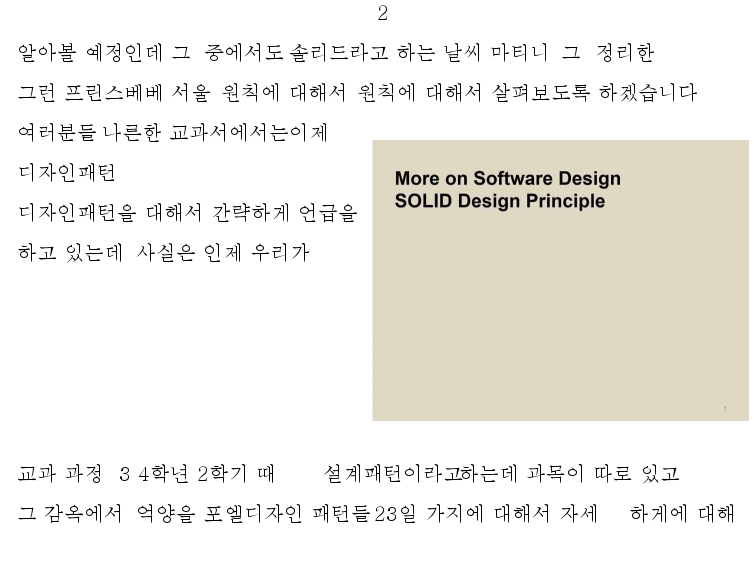 2
알아볼 예정인데 그 중에서도 솔리드라고 하는 날씨 마티니 그 정리한
그런 프린스베베 서울 원칙에 대해서 원칙에 대해서 살펴보도록 하겠습니다
여러분들 나른한 교과서에서는이제
디자인패턴
디자인패턴을 대해서 간략하게 언급을
하고 있는데 사실은 인제 우리가
More on Software Design
SOLID Design Principle
1
교과 과정 3 4학년 2학기 때 설계패턴이라고하는데 과목이 따로 있고
그 감옥에서 억양을 포엘디자인 패턴들 23일 가지에 대해서 자세 하게에 대해